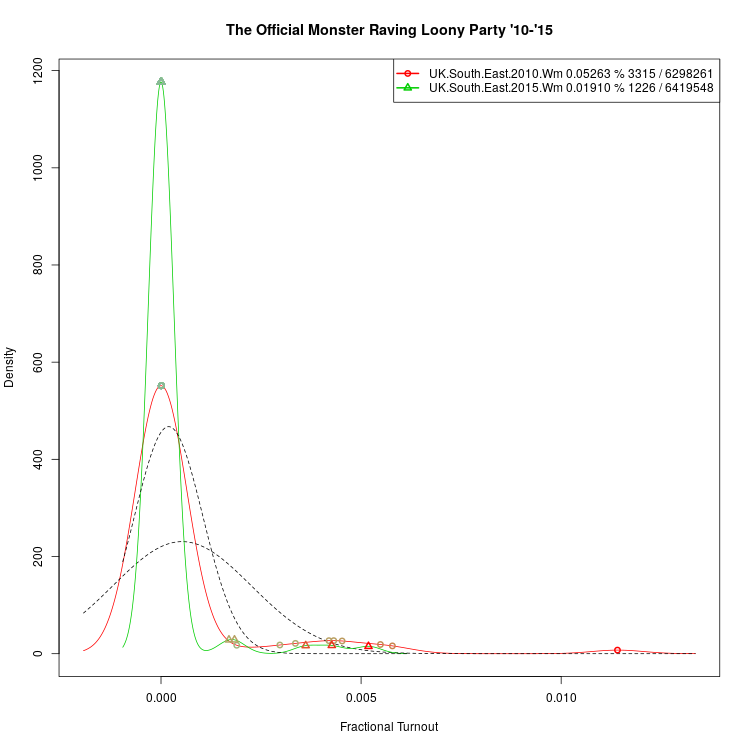 The Official Monster Raving Loony Party '10-'15
UK.South.East.2010.Wm 0.05263 % 3315 / 6298261
UK.South.East.2015.Wm 0.01910 % 1226 / 6419548
Density
1200
1000
800
600
400
200
0
0.000 0.005 0.010
Fractional Turnout